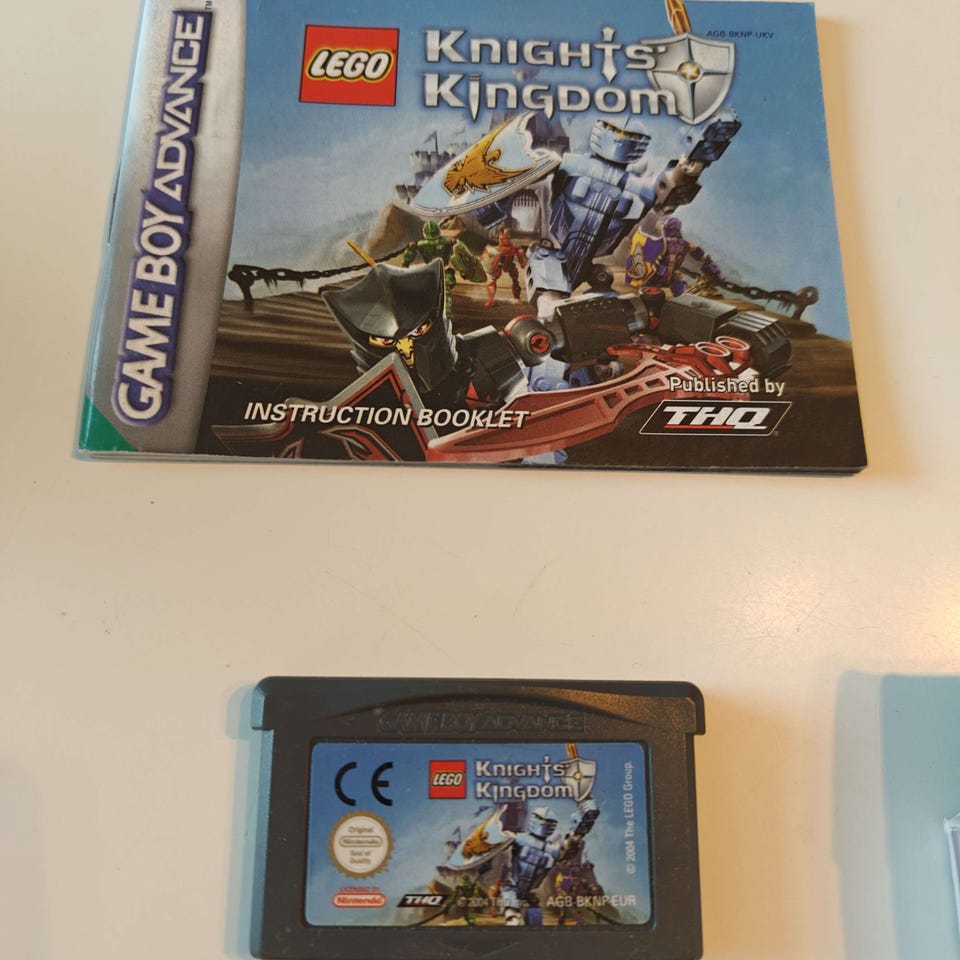 GAME BOY ADVANCE™
LEGO
KNIGHTS'
KINGDOM
AGB-BKNP-UKV
INSTRUCTION BOOKLET
Published by
THQ
GAME BOY ADVANCE
CE
LEGO
KNIGHTS'
KINGDOM
Original
Nintendo
Seal of
Quality
LICENSED BY
Nintendo
THQ
© 2004 THQ Inc.
AGB-BKNP-EUR
© 2004 The LEGO Group.